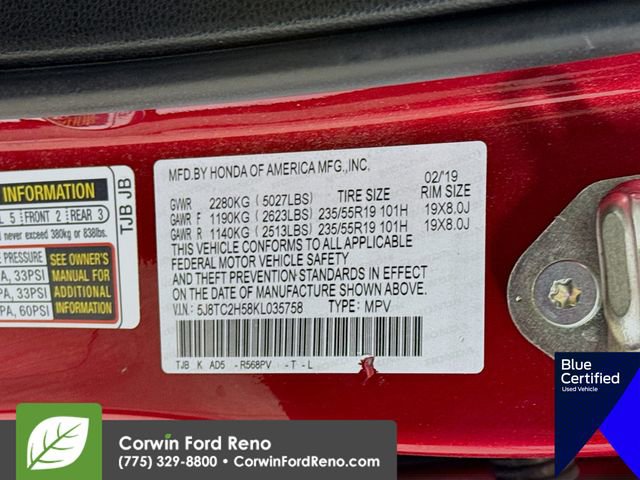 MFD.BY HONDA OF AMERICA MFG.,INC.
02/19
GVWR 2280KG (5027LBS) TIRE SIZE RIM SIZE
GAWR F 1190KG (2623LBS) 235/55R19 101H 19X8.0J
GAWR R 1140KG (2513LBS) 235/55R19 101H 19X8.0J
THIS VEHICLE CONFORMS TO ALL APPLICABLE
FEDERAL MOTOR VEHICLE SAFETY
AND THEFT PREVENTION STANDARDS IN EFFECT
ON THE DATE OF MANUFACTURE SHOWN ABOVE.
V.I.N.: 5J8TC2H58KL035758 TYPE: MPV
TJB K AD5 - R568PV - T - L
INFORMATION
5 | FRONT 2 | REAR 3
never exceed 380kg or 838lbs.
PRESSURE
33PSI
33PSI
60PSI
SEE OWNER'S
MANUAL FOR
ADDITIONAL
INFORMATION
TJB JB
Blue
Certified
Used Vehicle
Corwin Ford Reno
(775) 329-8800 • CorwinFordReno.com